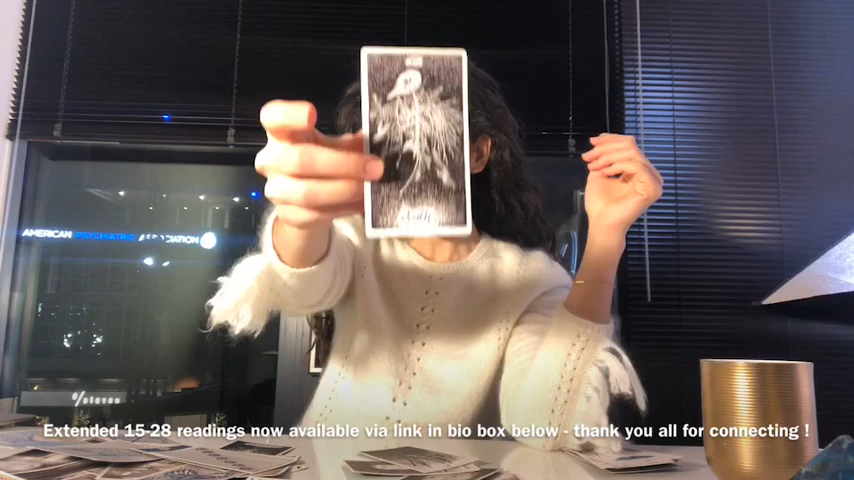 AMERICAN PSYCHIATRIC ASSOCIATION
Extended 15-28 readings now available via link in bio box below - thank you all for connecting !